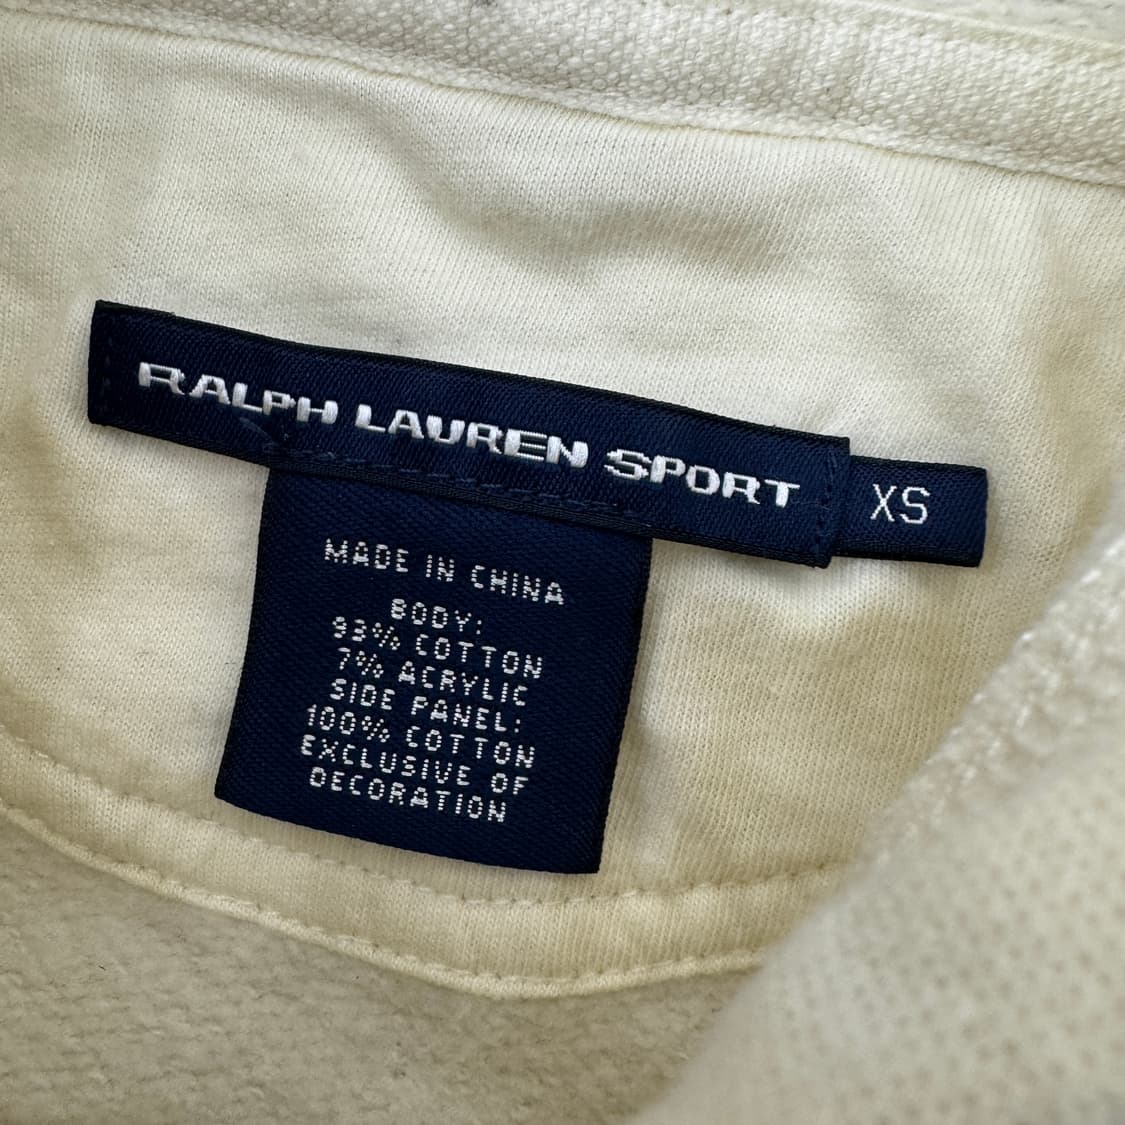 RALPH LAUREN SPORT
XS
MADE IN CHINA
BODY:
93% COTTON
7% ACRYLIC
SIDE PANEL:
100% COTTON
EXCLUSIVE OF
DECORATION